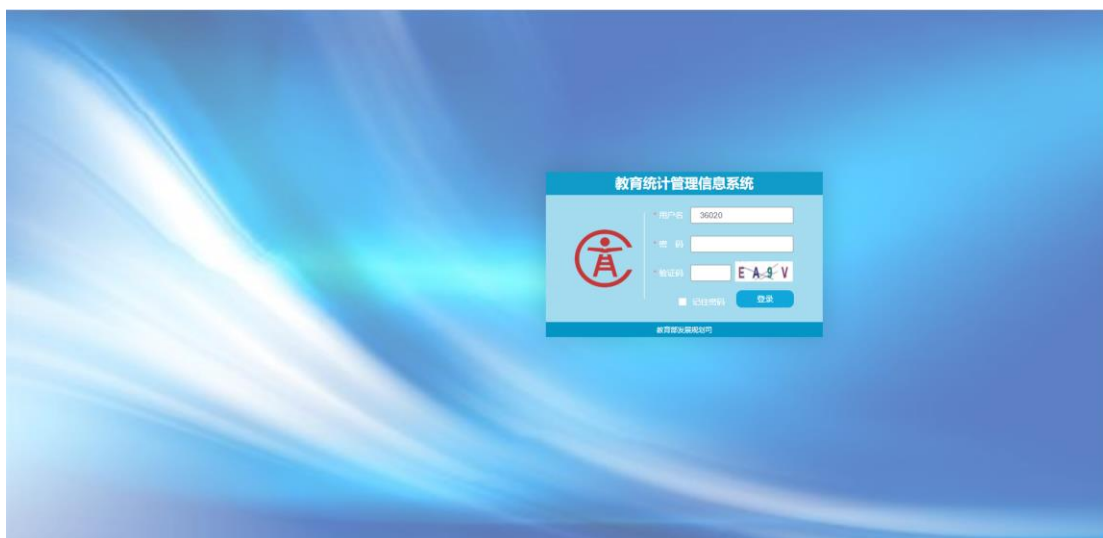 教育统计管理信息系统
* 用户名 36020
* 密 码
* 验证码 E A 9 V
记住密码 登录
教育部发展规划司